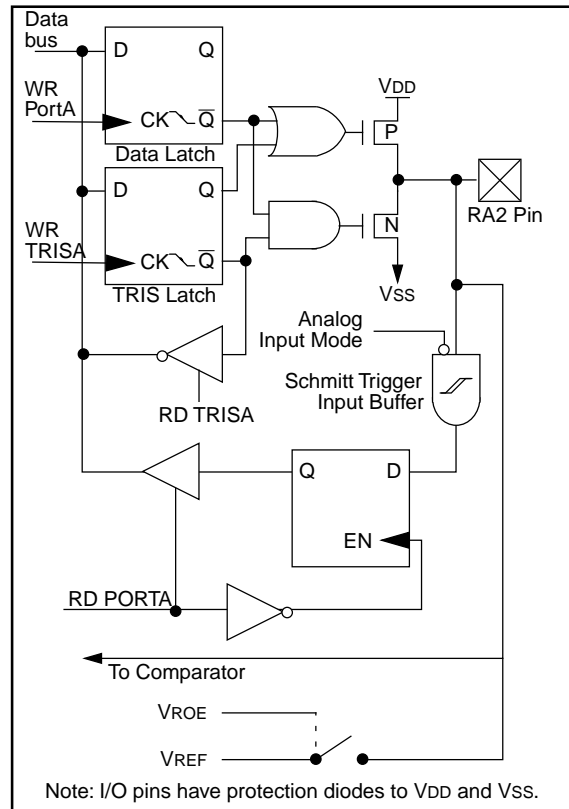 Data
bus
D Q
WR
PortA
CK Q
Data Latch
VDD
P
RA2 Pin
D Q
WR
TRISA
CK Q
TRIS Latch
N
VSS
Analog
Input Mode
Schmitt Trigger
Input Buffer
RD TRISA
Q D
EN
RD PORTA
To Comparator
VROE
VREF
Note: I/O pins have protection diodes to VDD and VSS.